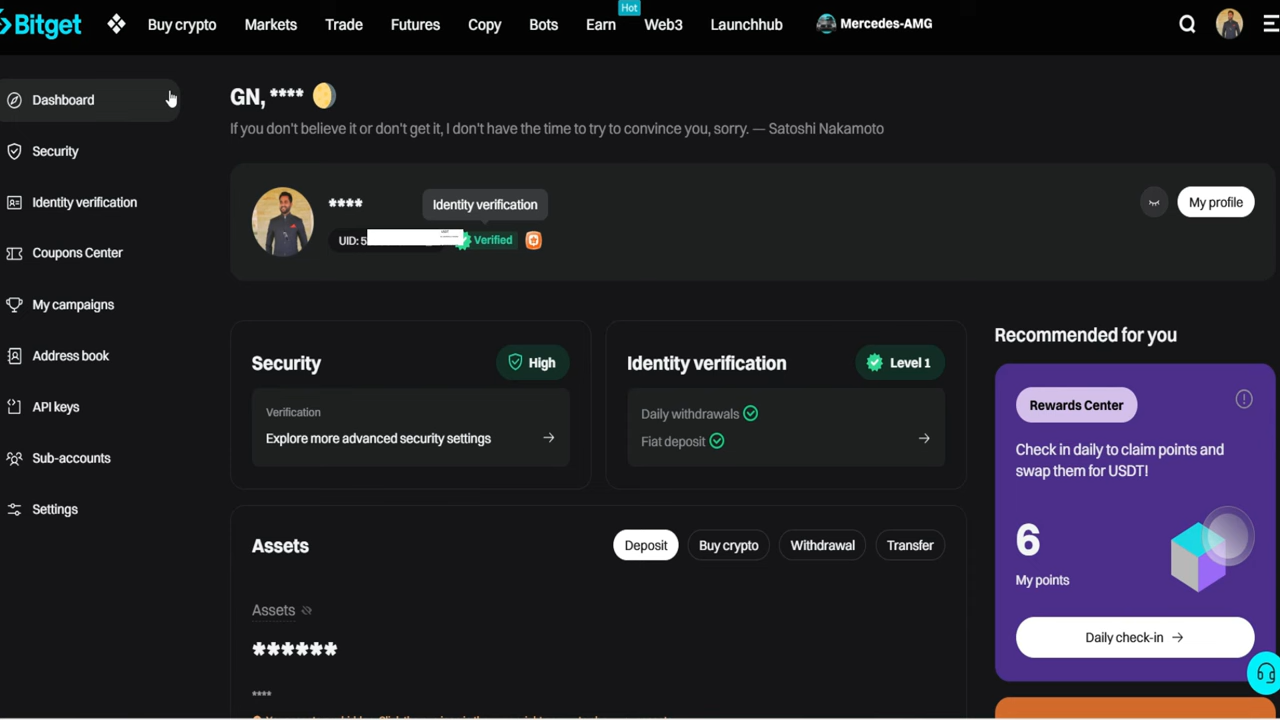 Bitget
Buy crypto
Markets
Trade
Futures
Copy
Bots
Earn
Hot
Web3
Launchhub
Mercedes-AMG
Dashboard
Security
Identity verification
Coupons Center
My campaigns
Address book
API keys
Sub-accounts
Settings
GN, ****
If you don't believe it or don't get it, I don't have the time to try to convince you, sorry. — Satoshi Nakamoto
****
Identity verification
UID: 5
Verified
My profile
Security
High
Verification
Explore more advanced security settings
Identity verification
Level 1
Daily withdrawals
Fiat deposit
Assets
Deposit
Buy crypto
Withdrawal
Transfer
Assets
******
****
Recommended for you
Rewards Center
Check in daily to claim points and
swap them for USDT!
6
My points
Daily check-in